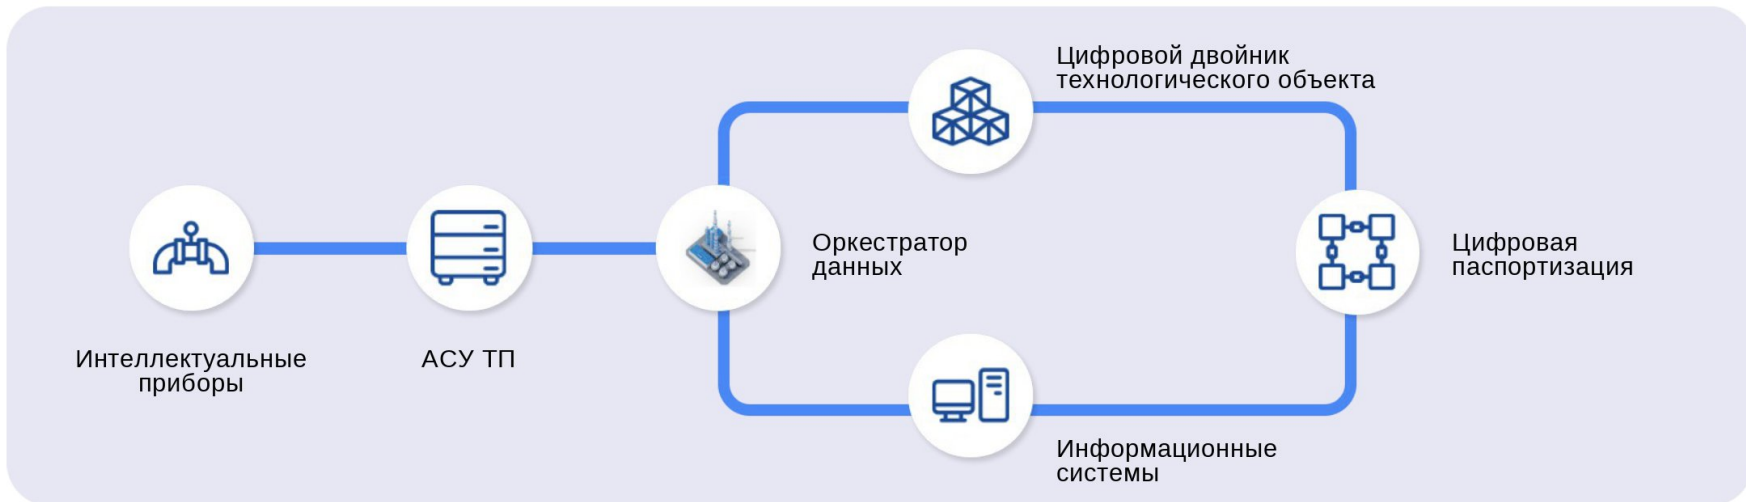 Цифровой двойник
технологического объекта
Оркестратор
данных
Цифровая
паспортизация
Интеллектуальные
приборы
АСУ ТП
Информационные
системы